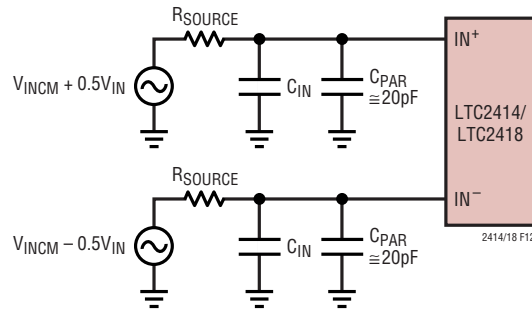 RSOURCE
VINCM + 0.5VIN
CIN
CPAR
≅20pF
IN+
LTC2414/
LTC2418
RSOURCE
VINCM – 0.5VIN
CIN
CPAR
≅20pF
IN–
2414/18 F12